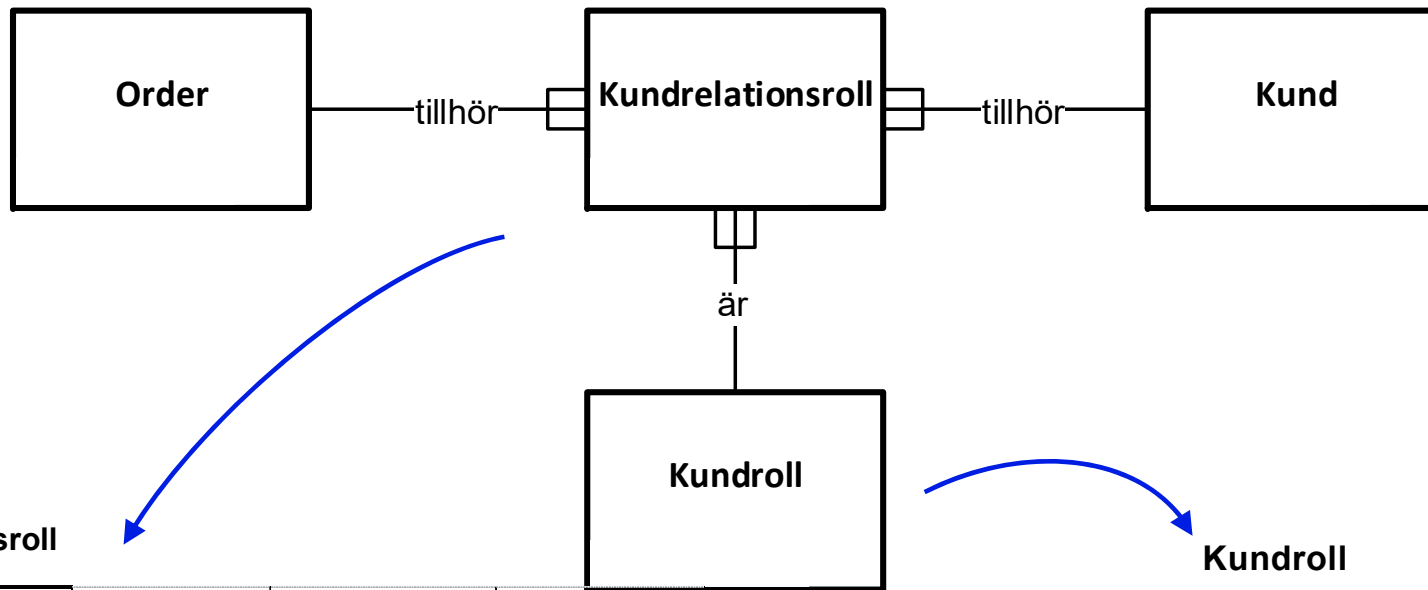 Order
tillhör
Kundrelationsroll
tillhör
Kund
är
Kundroll
sroll
Kundroll